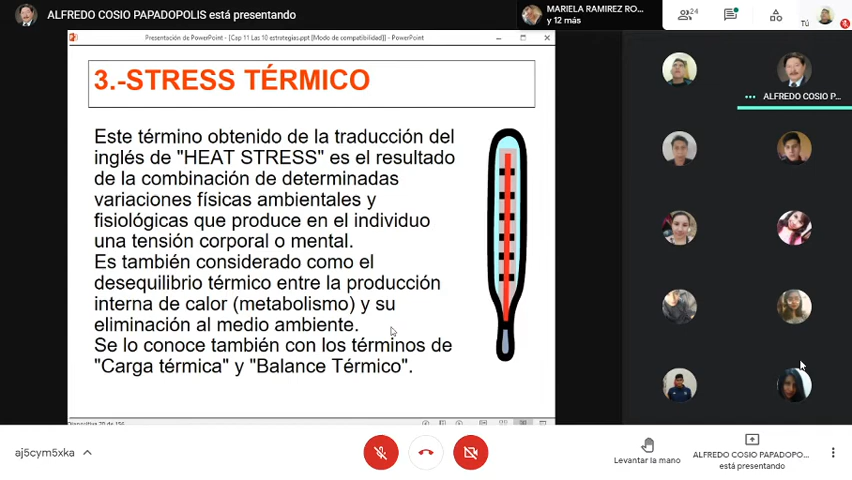 ALFREDO COSIO PAPADOPOLIS está presentando
MARIELA RAMIREZ RO...
y 12 más
24
Tú
Presentación de PowerPoint - [Cap 11 Las 10 estrategias.ppt [Modo de compatibilidad]] - PowerPoint
3.-STRESS TÉRMICO
Este término obtenido de la traducción del
inglés de "HEAT STRESS" es el resultado
de la combinación de determinadas
variaciones físicas ambientales y
fisiológicas que produce en el individuo
una tensión corporal o mental.
Es también considerado como el
desequilibrio térmico entre la producción
interna de calor (metabolismo) y su
eliminación al medio ambiente.
Se lo conoce también con los términos de
"Carga térmica" y "Balance Térmico".
ALFREDO COSIO P...
aj5cym5xka
Levantar la mano
ALFREDO COSIO PAPADOPO...
está presentando